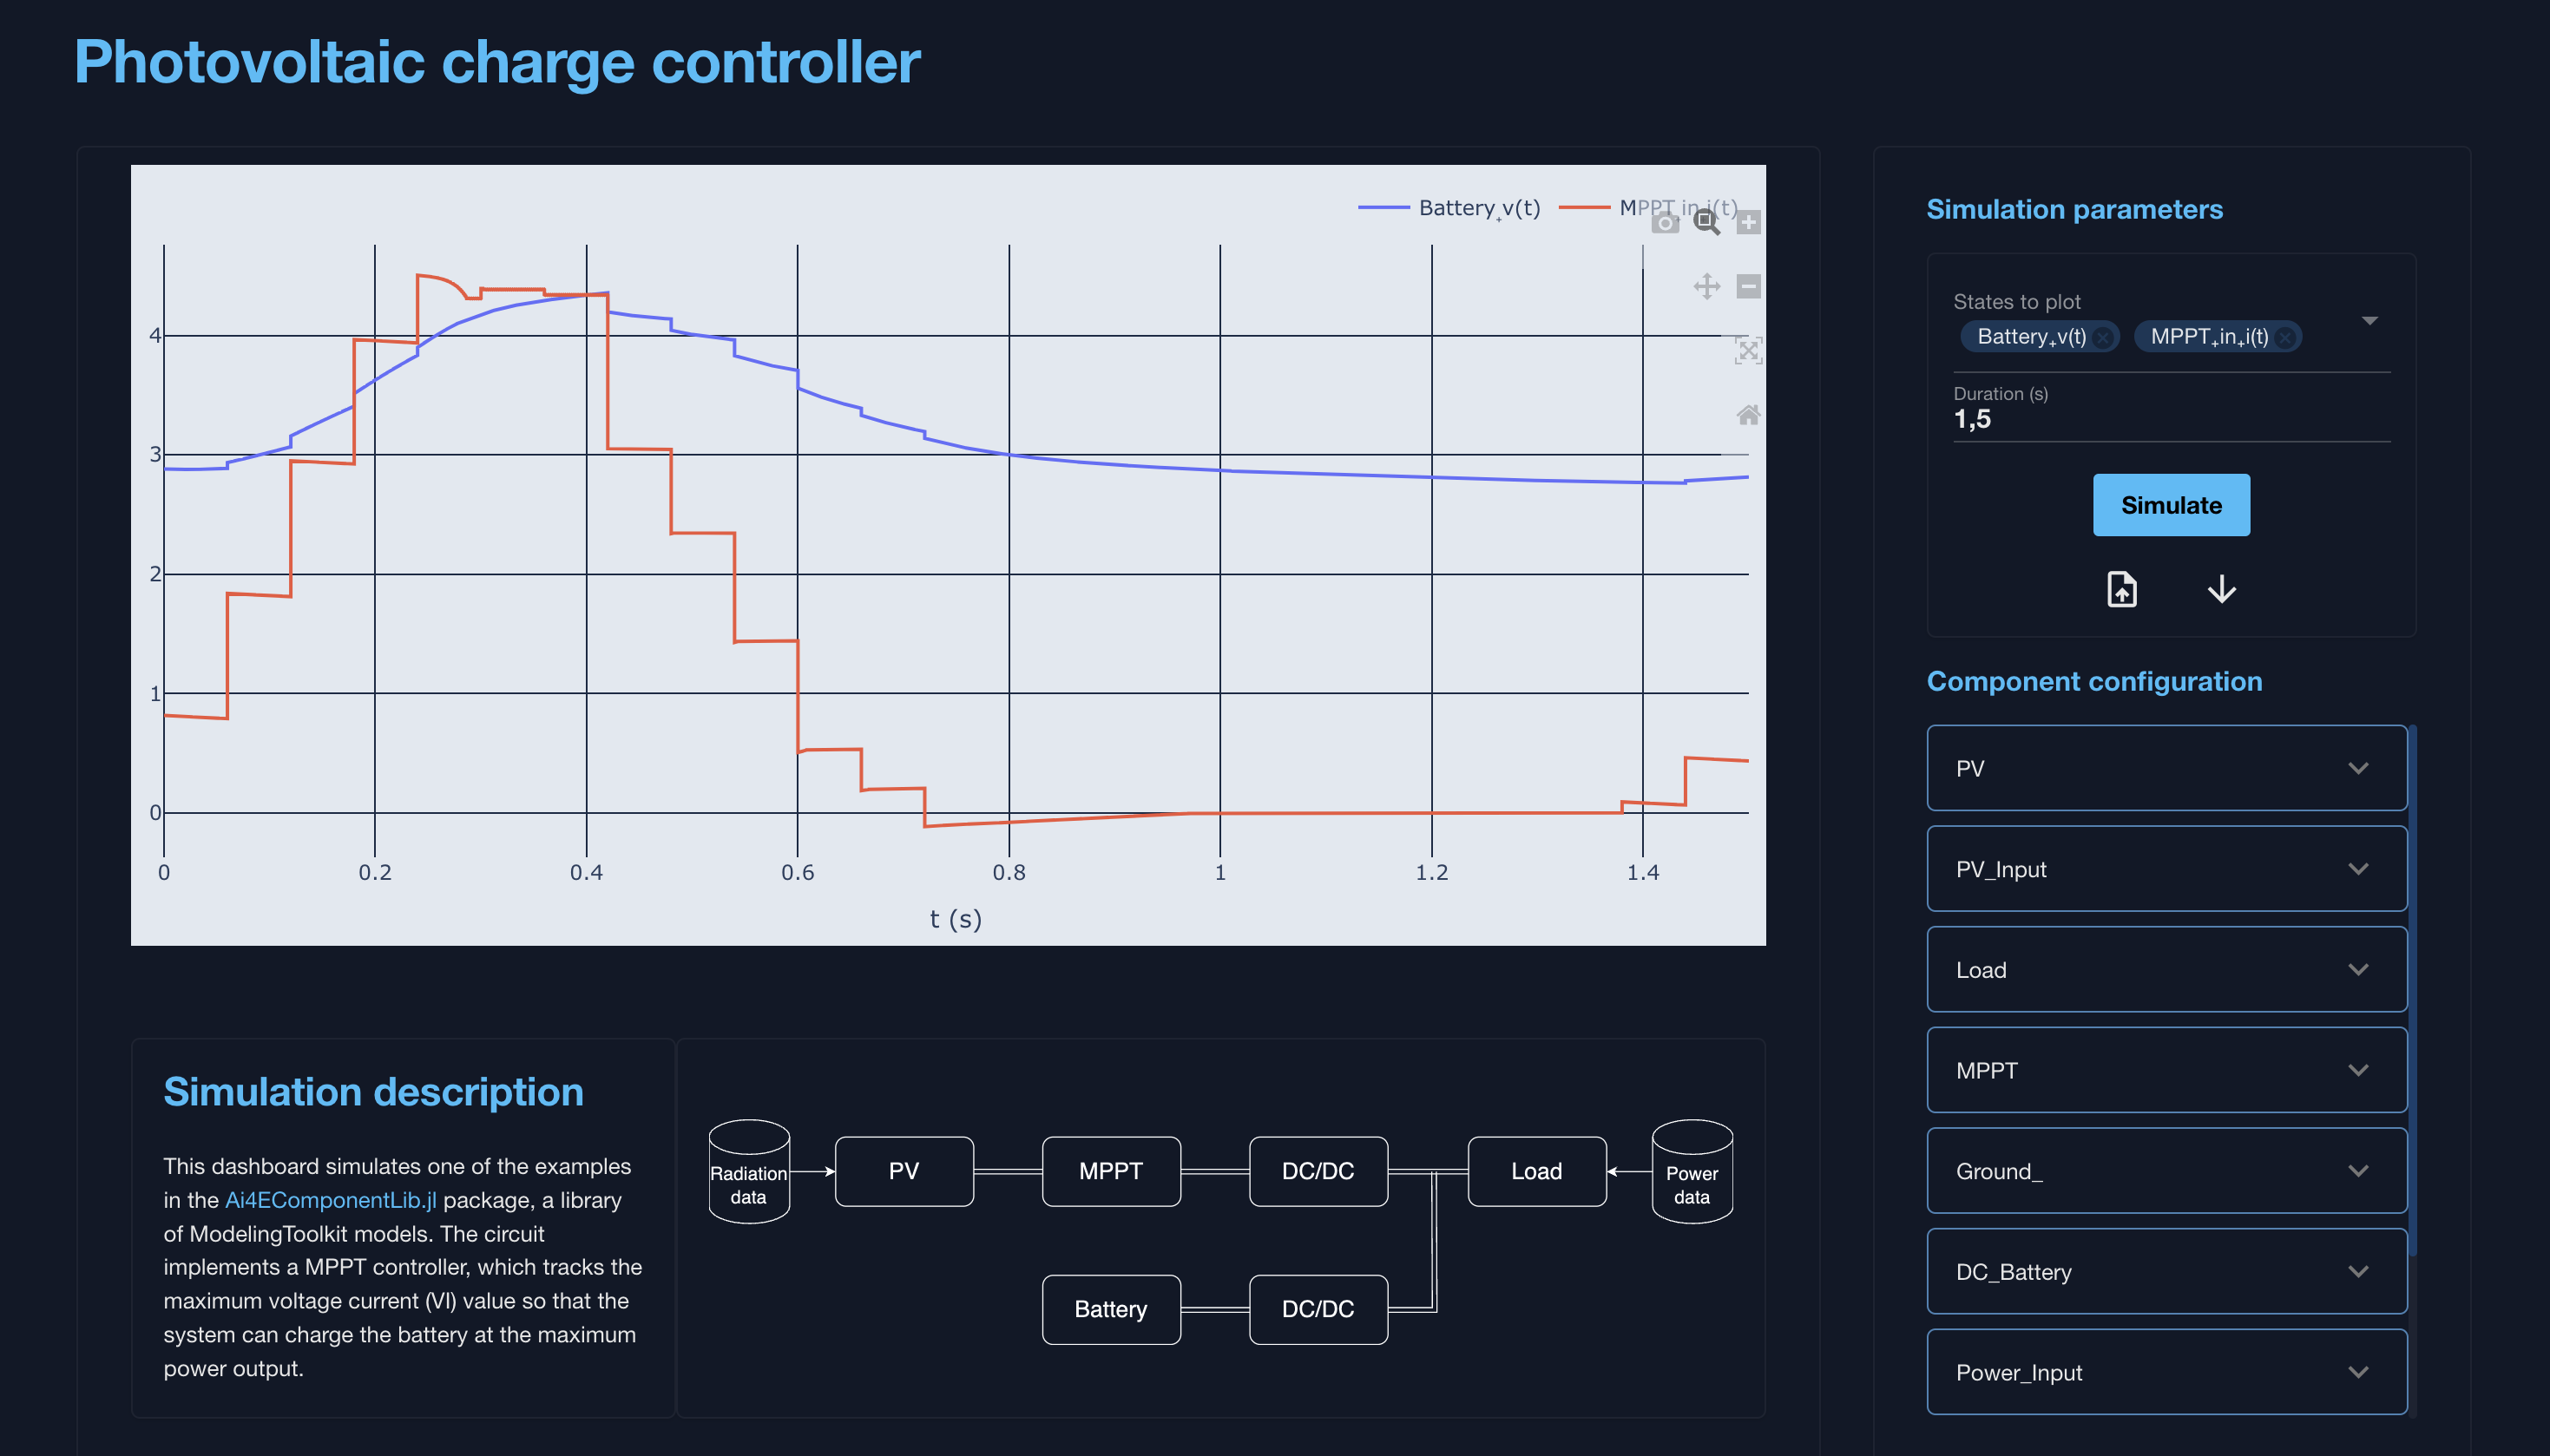 Photovoltaic charge controller
Battery₊v(t)
MPPT₊in₊i(t)
4
3
2
1
0
0
0.2
0.4
0.6
0.8
1
1.2
1.4
t (s)
Simulation description
This dashboard simulates one of the examples
in the Ai4EComponentLib.jl package, a library
of ModelingToolkit models. The circuit
implements a MPPT controller, which tracks the
maximum voltage current (VI) value so that the
system can charge the battery at the maximum
power output.
Radiation
data
PV
MPPT
DC/DC
Load
Power
data
Battery
DC/DC
Simulation parameters
States to plot
Battery₊v(t)
MPPT₊in₊i(t)
Duration (s)
1,5
Simulate
Component configuration
PV
PV_Input
Load
MPPT
Ground_
DC_Battery
Power_Input